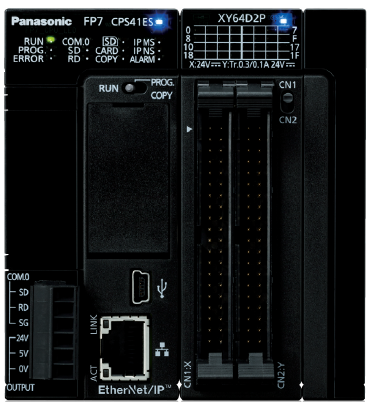 Panasonic FP7 CPS41ES
RUN COM.0 SD IP MS
PROG. SD CARD IP NS
ERROR RD COPY ALARM
XY64D2P
0 7
8 F
10 17
18 1F
X:24V Y:Tr.0.3/0.1A 24V
RUN PROG.
COPY
CN1
CN2
COM.0
SD
RD
SG
24V
5V
0V
OUTPUT
LINK
ACT
EtherNet/IP™
CN1:X
CN2:Y